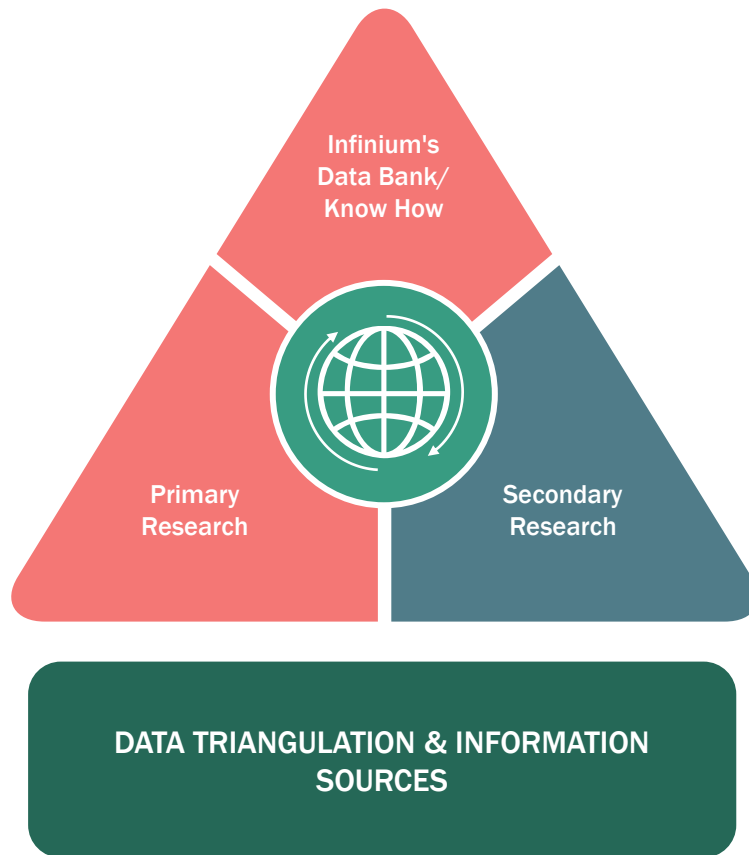 Infinium's
Data Bank/
Know How
Primary
Research
Secondary
Research
DATA TRIANGULATION & INFORMATION
SOURCES